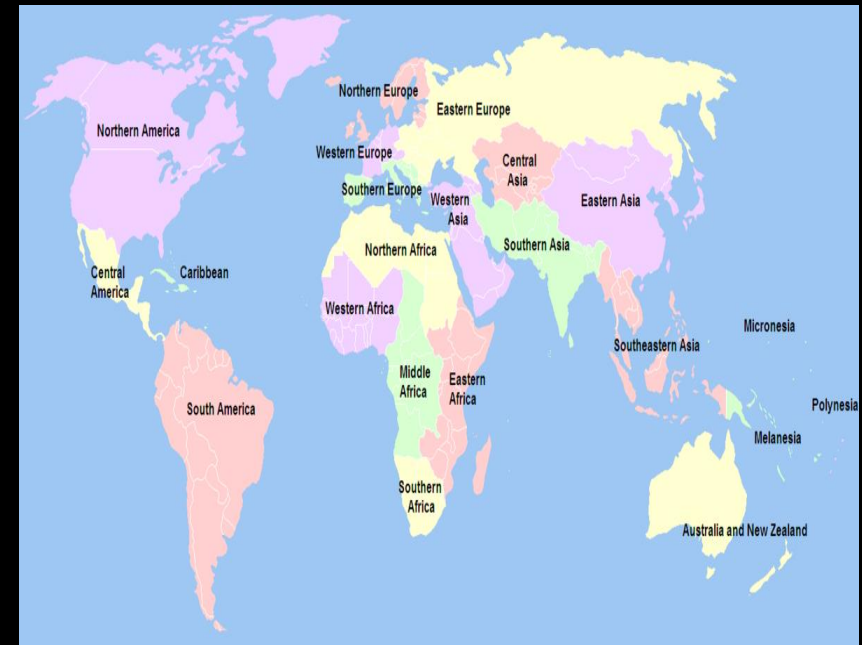 Northern Europe
Eastern Europe
Northern America
Western Europe
Central
Asia
Southern Europe
Western
Asia
Eastern Asia
Northern Africa
Southern Asia
Central
America
Caribbean
Western Africa
Micronesia
Southeastern Asia
Middle
Africa
Eastern
Africa
South America
Polynesia
Melanesia
Southern
Africa
Australia and New Zealand